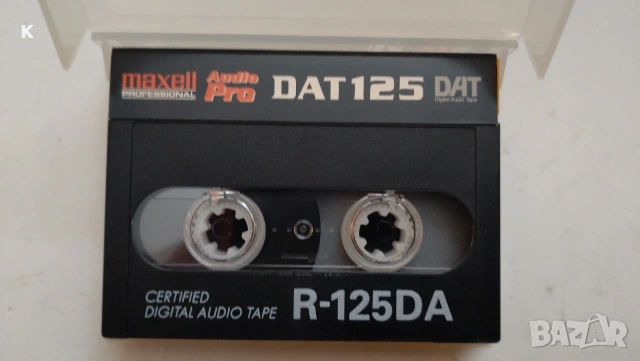 K
maxell Audio Pro DAT125 DAT
PROFESSIONAL Digital Audio Tape
CERTIFIED
DIGITAL AUDIO TAPE R-125DA
BAZAR.BG